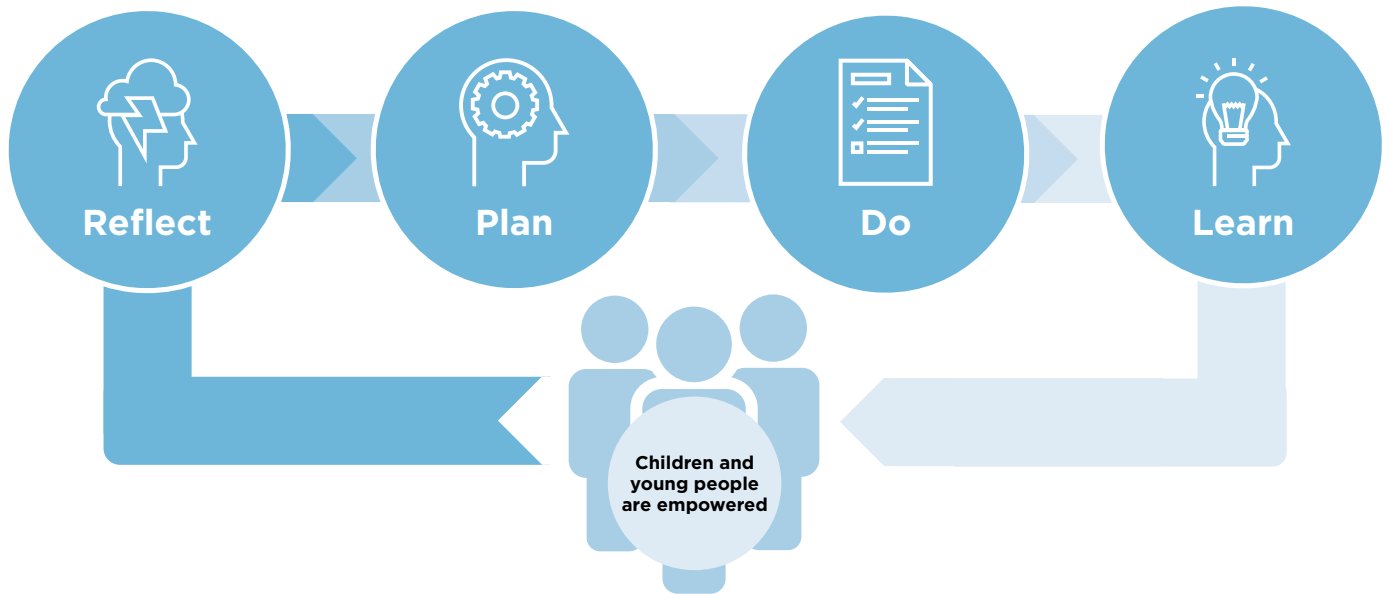 Reflect
Plan
Do
Learn
Children and
young people
are empowered